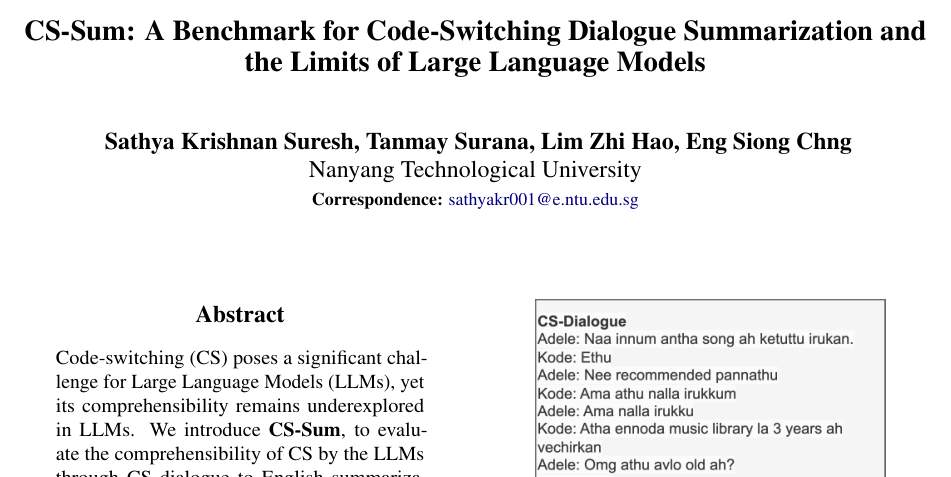 CS-Sum: A Benchmark for Code-Switching Dialogue Summarization and
the Limits of Large Language Models
Sathya Krishnan Suresh, Tanmay Surana, Lim Zhi Hao, Eng Siong Chng
Nanyang Technological University
Correspondence: sathyakr001@e.ntu.edu.sg
Abstract
Code-switching (CS) poses a significant chal-
lenge for Large Language Models (LLMs), yet
its comprehensibility remains underexplored
in LLMs. We introduce CS-Sum, to evalu-
ate the comprehensibility of CS by the LLMs
through CS dialogue to English summariza-
CS-Dialogue
Adele: Naa innum antha song ah ketuttu irukan.
Kode: Ethu
Adele: Nee recommended pannathu
Kode: Ama athu nalla irukkum
Adele: Ama nalla irukku
Kode: Atha ennoda music library la 3 years ah
vechirkan
Adele: Omg athu avlo old ah?